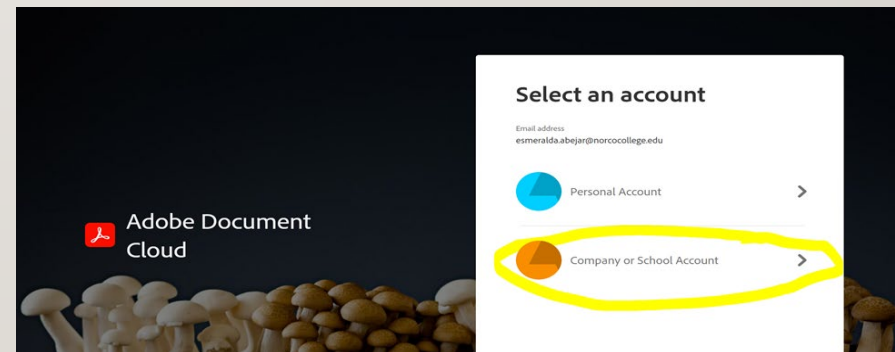 Adobe Document
Cloud
Select an account
Email address
esmeralda.abejar@norcocollege.edu
Personal Account
Company or School Account